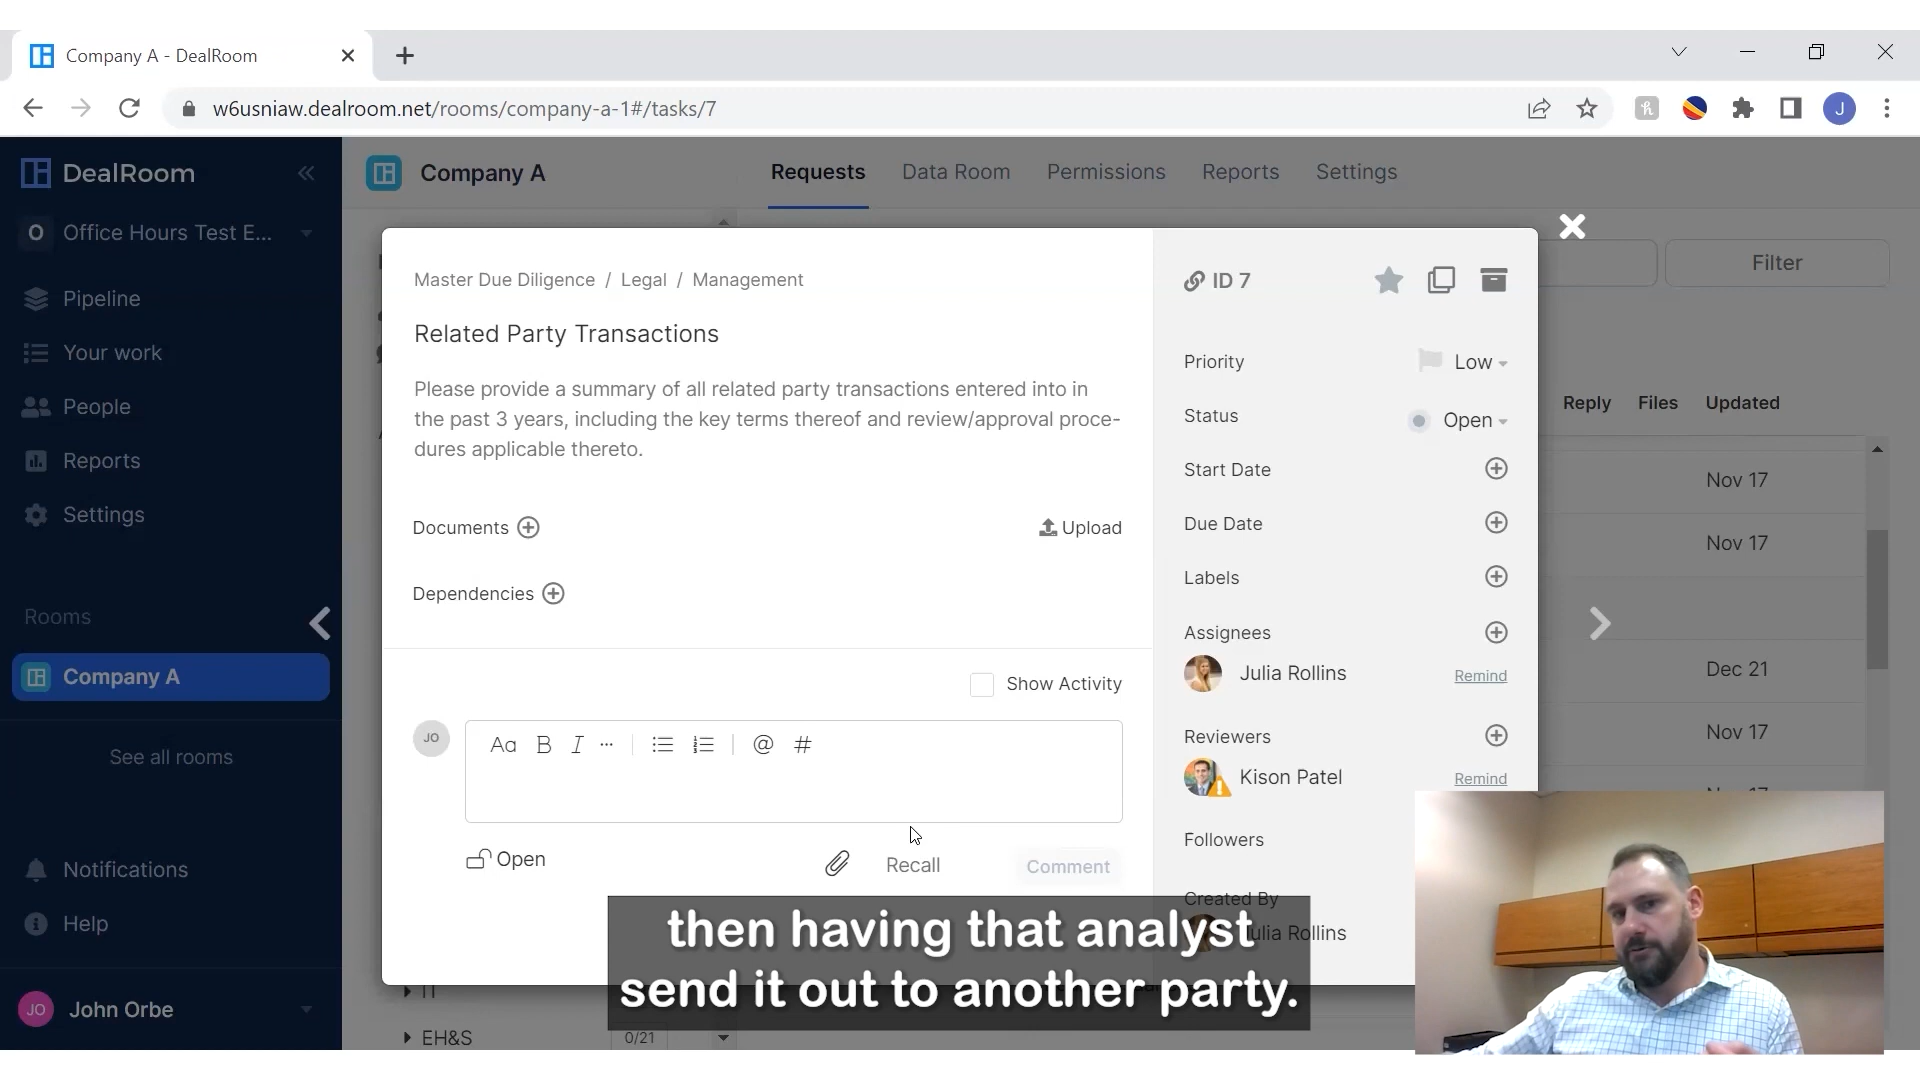 Company A - DealRoom
w6usniaw.dealroom.net/rooms/company-a-1#/tasks/7
J
DealRoom
O Office Hours Test E...
Pipeline
Your work
People
Reports
Settings
Rooms
Company A
See all rooms
Notifications
Help
JO John Orbe
Company A
Requests
Data Room
Permissions
Reports
Settings
Filter
Reply
Files
Updated
Nov 17
Nov 17
Dec 21
Nov 17
Master Due Diligence / Legal / Management
Related Party Transactions
Please provide a summary of all related party transactions entered into in
the past 3 years, including the key terms thereof and review/approval proce-
dures applicable thereto.
Documents
Upload
Dependencies
Show Activity
JO
Aa B I ... @ #
Open
Recall
Comment
ID 7
Priority
Low
Status
Open
Start Date
Due Date
Labels
Assignees
Julia Rollins
Remind
Reviewers
Kison Patel
Remind
Followers
Created By
Julia Rollins
then having that analyst
send it out to another party.
IT
EH&S
0/21